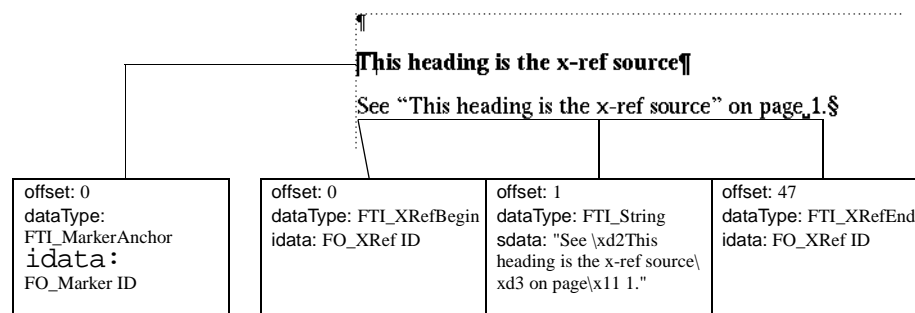 ¶
This heading is the x-ref source¶
See “This heading is the x-ref source” on page␣1.§
offset: 0
dataType:
FTI_MarkerAnchor
idata:
FO_Marker ID
offset: 0
dataType: FTI_XRefBegin
idata: FO_XRef ID
offset: 1
dataType: FTI_String
sdata: "See \xd2This
heading is the x-ref source\
xd3 on page\x11 1."
offset: 47
dataType: FTI_XRefEnd
idata: FO_XRef ID